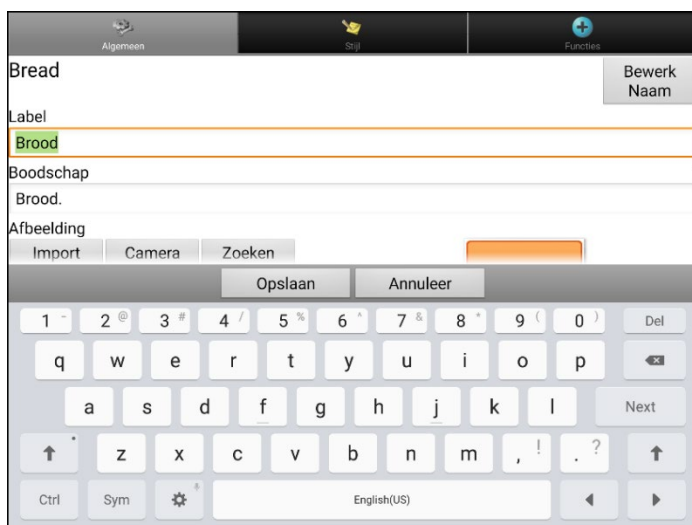 Algemeen Stijl Functies
Bread
Bewerk
Naam
Label
Brood
Boodschap
Brood.
Afbeelding
Import Camera Zoeken
Opslaan Annuleer
1 - 2 @ 3 # 4 / 5 % 6 ^ 7 & 8 * 9 ( 0 ) Del
q w e r t y u i o p
a s d f g h j k l Next
z x c v b n m , ! . ?
Ctrl Sym English(US)